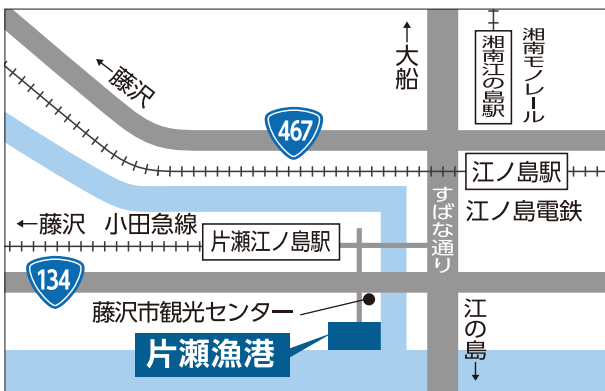 ←藤沢
467
↑大船
湘南江の島駅
湘南モノレール
江ノ島駅
江ノ島電鉄
すばな通り
←藤沢 小田急線
片瀬江ノ島駅
134
藤沢市観光センター
片瀬漁港
江の島→